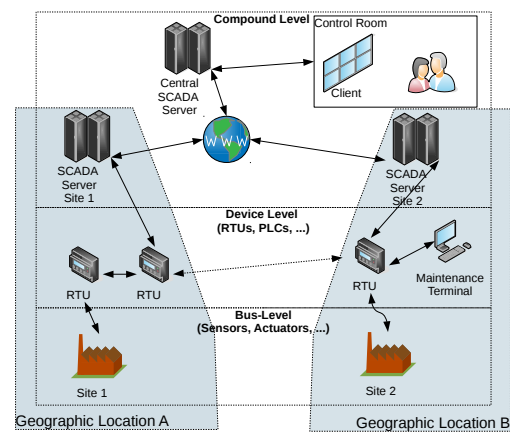 Compound Level
Control Room
Central
SCADA
Server
Client
WWW
SCADA
Server
Site 1
SCADA
Server
Site 2
Device Level
(RTUs, PLCs, ...)
RTU
RTU
RTU
Maintenance
Terminal
Bus-Level
(Sensors, Actuators, ...)
Site 1
Site 2
Geographic Location A
Geographic Location B